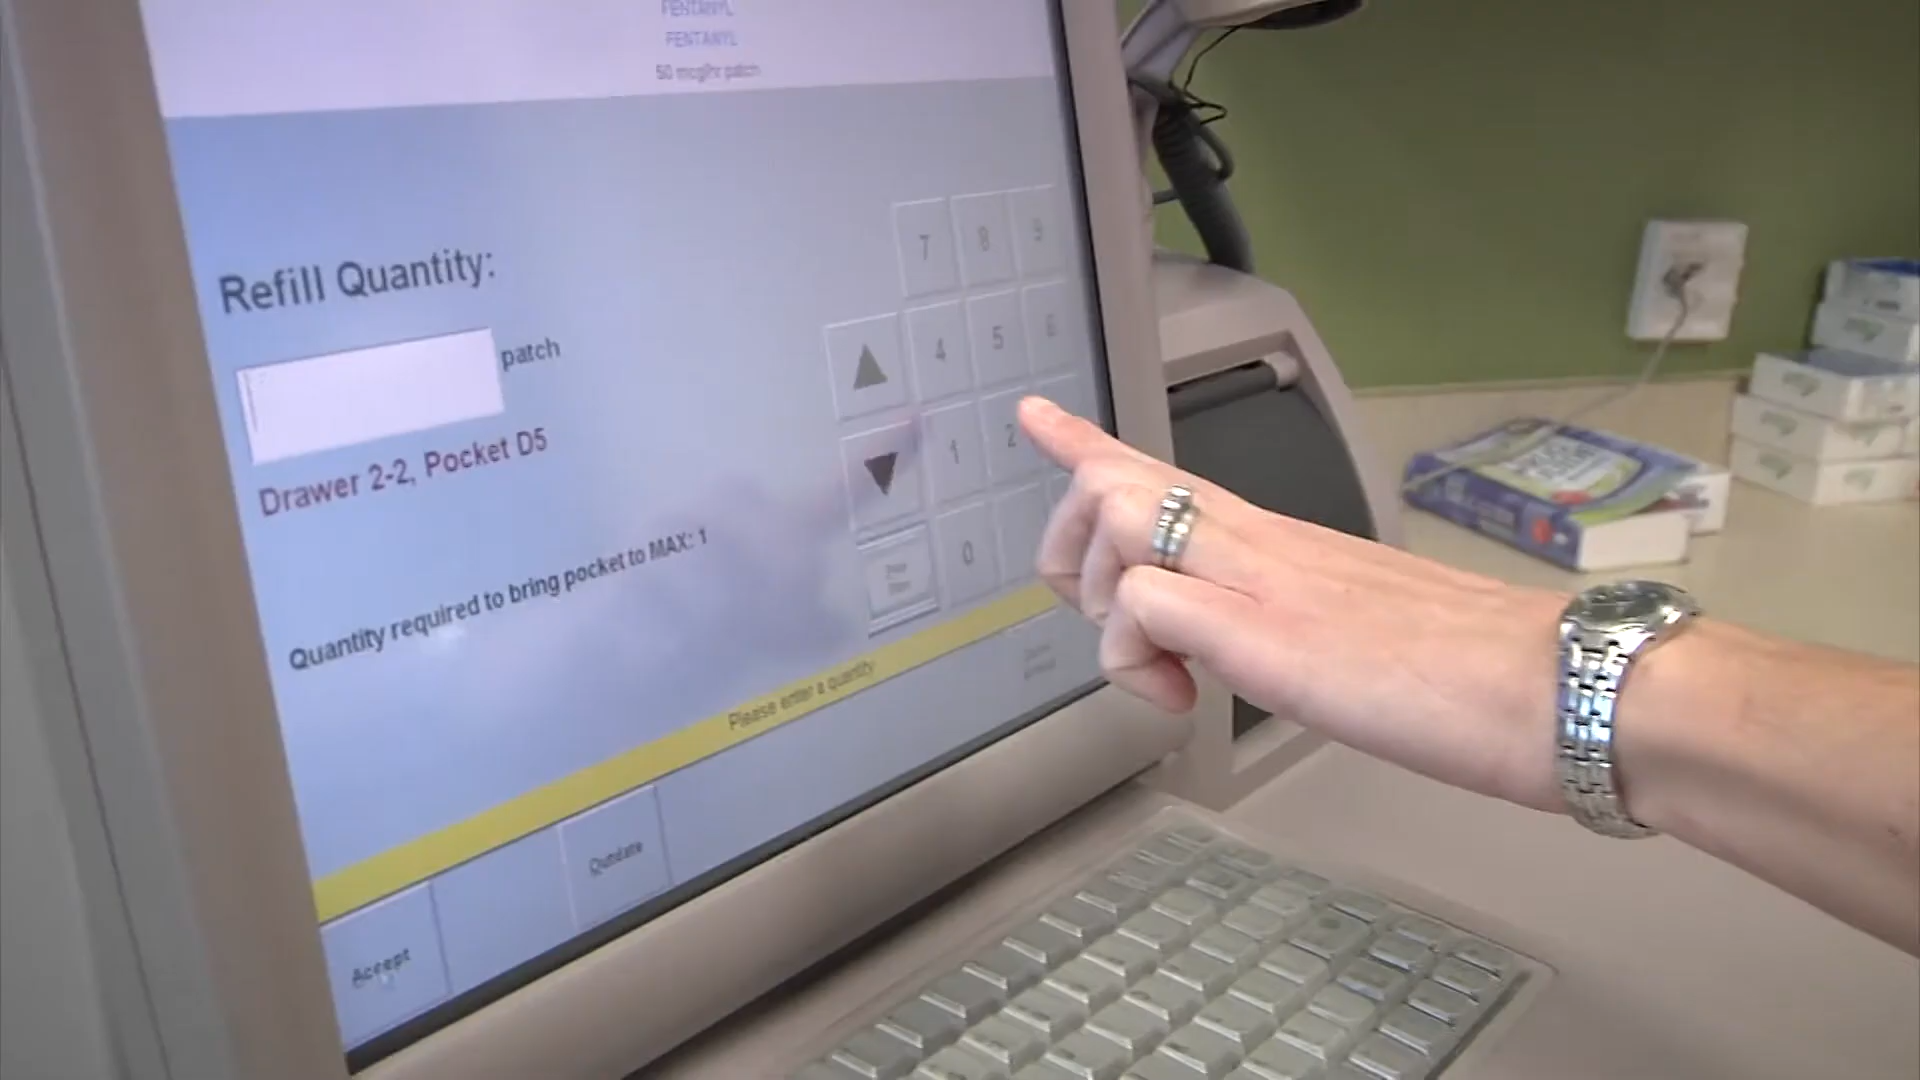 FENTANYL
FENTANYL
50 mcg/hr patch
Refill Quantity:
patch
Drawer 2-2, Pocket D5
Quantity required to bring pocket to MAX: 1
7 8 9
4 5 6
1 2
0
Please enter a quantity
Outdate
Accept